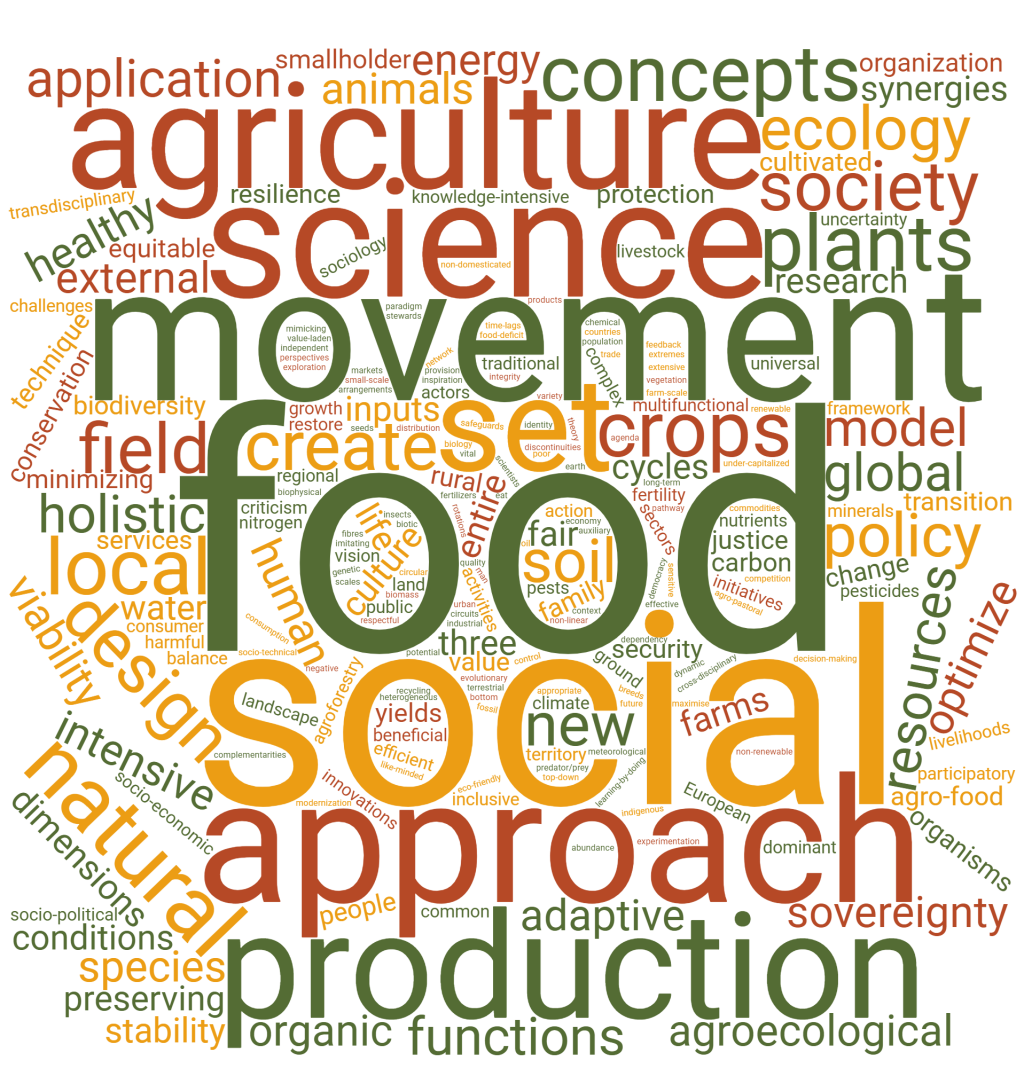 smallholder
energy
concepts
organization
application
animals
synergies
agriculture
ecology
cultivated
society
transdisciplinary
resilience
knowledge-intensive
protection
healthy
science
uncertainty
plants
equitable
sociology
livestock
external
non-domesticated
research
challenges
movement
products
paradigm
stewards
technique
mimicking
value-laden
independent
perspectives
exploration
time-lags
food-deficit
chemical
countries
population
trade
feedback
extremes
extensive
vegetation
farm-scale
network
traditional
complex
universal
conservation
markets
small-scale
arrangements
provision
inspiration
actors
integrity
variety
biodiversity
growth
restore
inputs
set
multifunctional
renewable
framework
seeds
distribution
safeguards
identity
theory
agenda
crops
model
field
create
biology
vital
discontinuities
poor
minimizing
regional
biophysical
scientists
earth
cycles
under-capitalized
global
rural
fertilizers
eat
entire
long-term
pathway
fertility
transition
holistic
criticism
nitrogen
food
life
culture
insects
biotic
fibres
imitating
vision
rotations
action
economy
auxiliary
fair
sectors
commodities
nutrients
minerals
policy
services
local
justice
carbon
soil
oil
quality
genetic
scales
circular
land
biomass
public
respectful
man
activities
pests
family
context
non-linear
democracy
sensitive
competition
initiatives
agro-pastoral
change
pesticides
viability
design
water
consumer
harmful
balance
human
consumption
urban
circuits
industrial
effective
resources
optimize
socio-technical
negative
potential
three
value
control
dependency
security
ground
dynamic
cross-disciplinary
decision-making
social
agroforestry
evolutionary
terrestrial
bottom
fossil
recycling
heterogeneous
appropriate
breeds
future
maximise
landscape
yields
beneficial
climate
new
farms
intensive
complementarities
efficient
like-minded
territory
meteorological
predator/prey
top-down
non-renewable
livelihoods
natural
socio-economic
innovations
modernization
eco-friendly
inclusive
learning-by-doing
indigenous
European
participatory
agro-food
dimensions
approach
abundance
experimentation
dominant
organisms
socio-political
conditions
people
common
adaptive
sovereignty
species
preserving
production
stability
organic
functions
agroecological